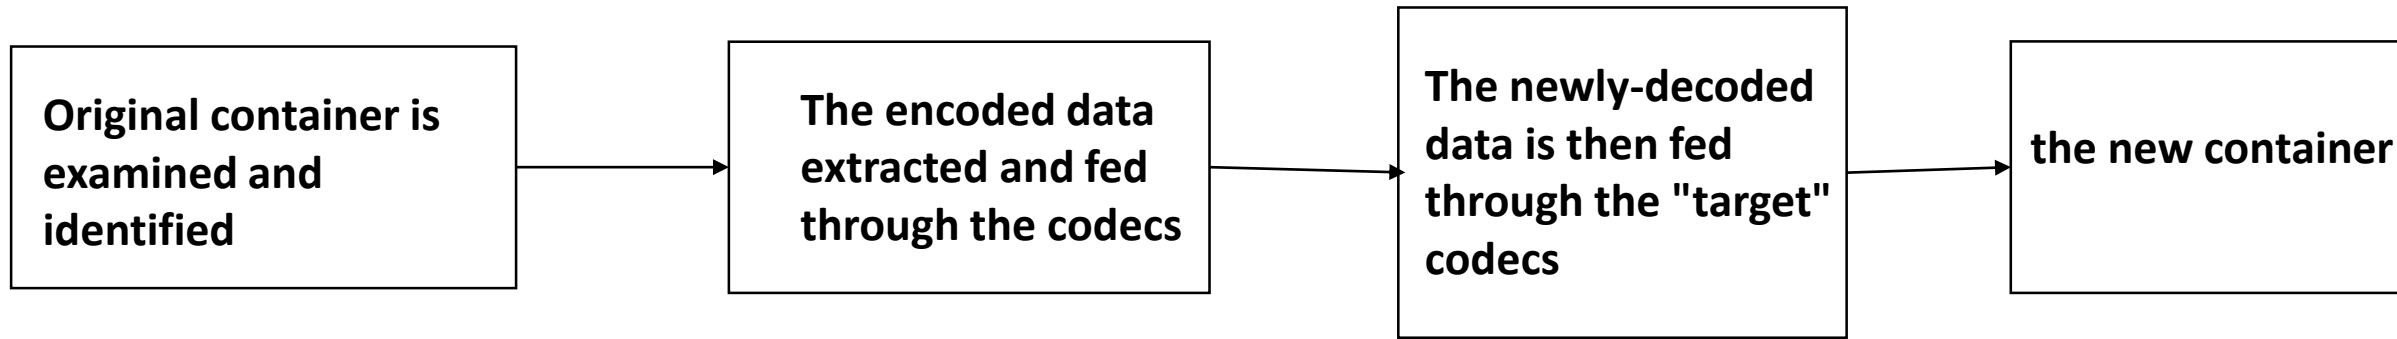 Original container is
examined and
identified
The encoded data
extracted and fed
through the codecs
The newly-decoded
data is then fed
through the "target"
codecs
the new container